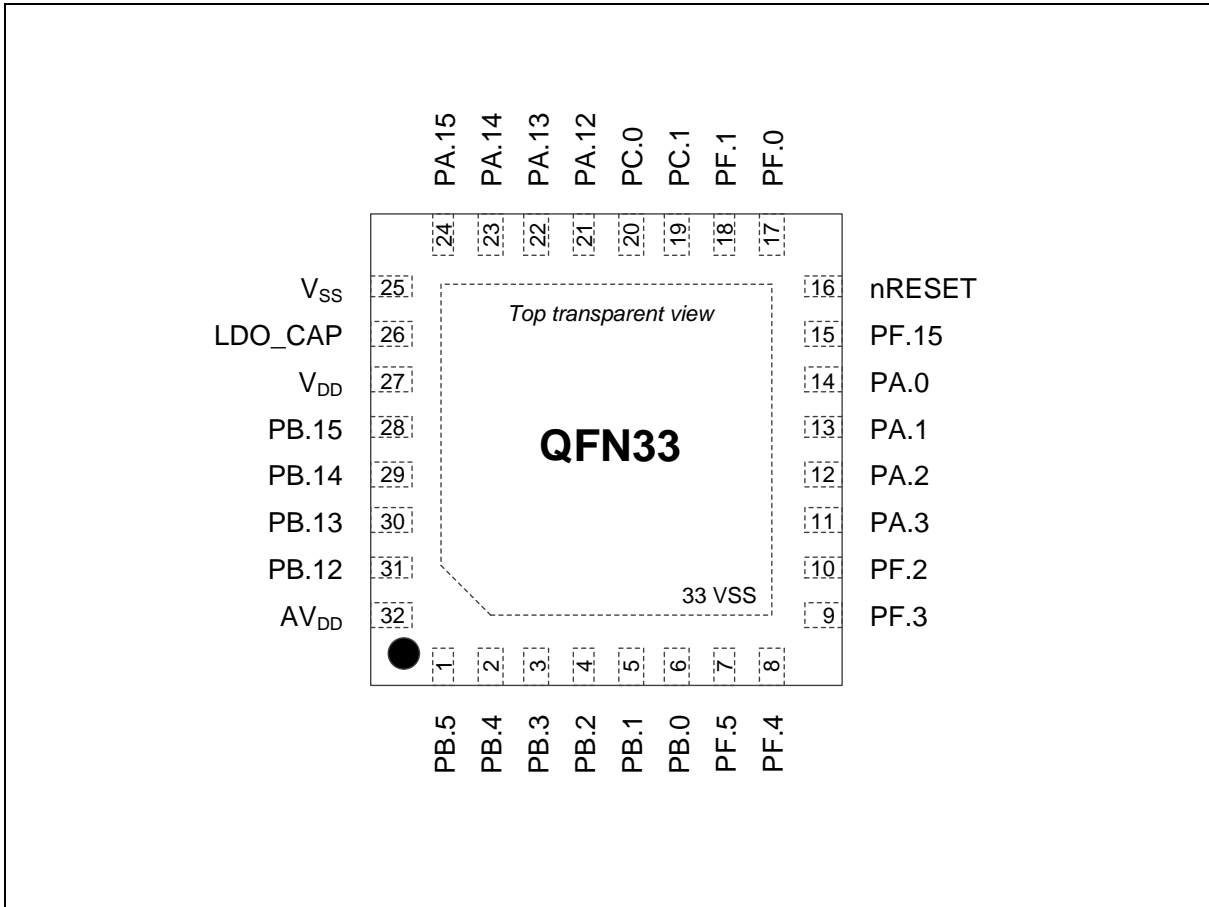 PA.15 PA.14 PA.13 PA.12 PC.0 PC.1 PF.1 PF.0
24 23 22 21 20 19 18 17
VSS 25 16 nRESET
Top transparent view
LDO_CAP 26 15 PF.15
VDD 27 14 PA.0
PB.15 28 13 PA.1
QFN33
PB.14 29 12 PA.2
PB.13 30 11 PA.3
PB.12 31 10 PF.2
33 VSS
AVDD 32 9 PF.3
1 2 3 4 5 6 7 8
PB.5 PB.4 PB.3 PB.2 PB.1 PB.0 PF.5 PF.4